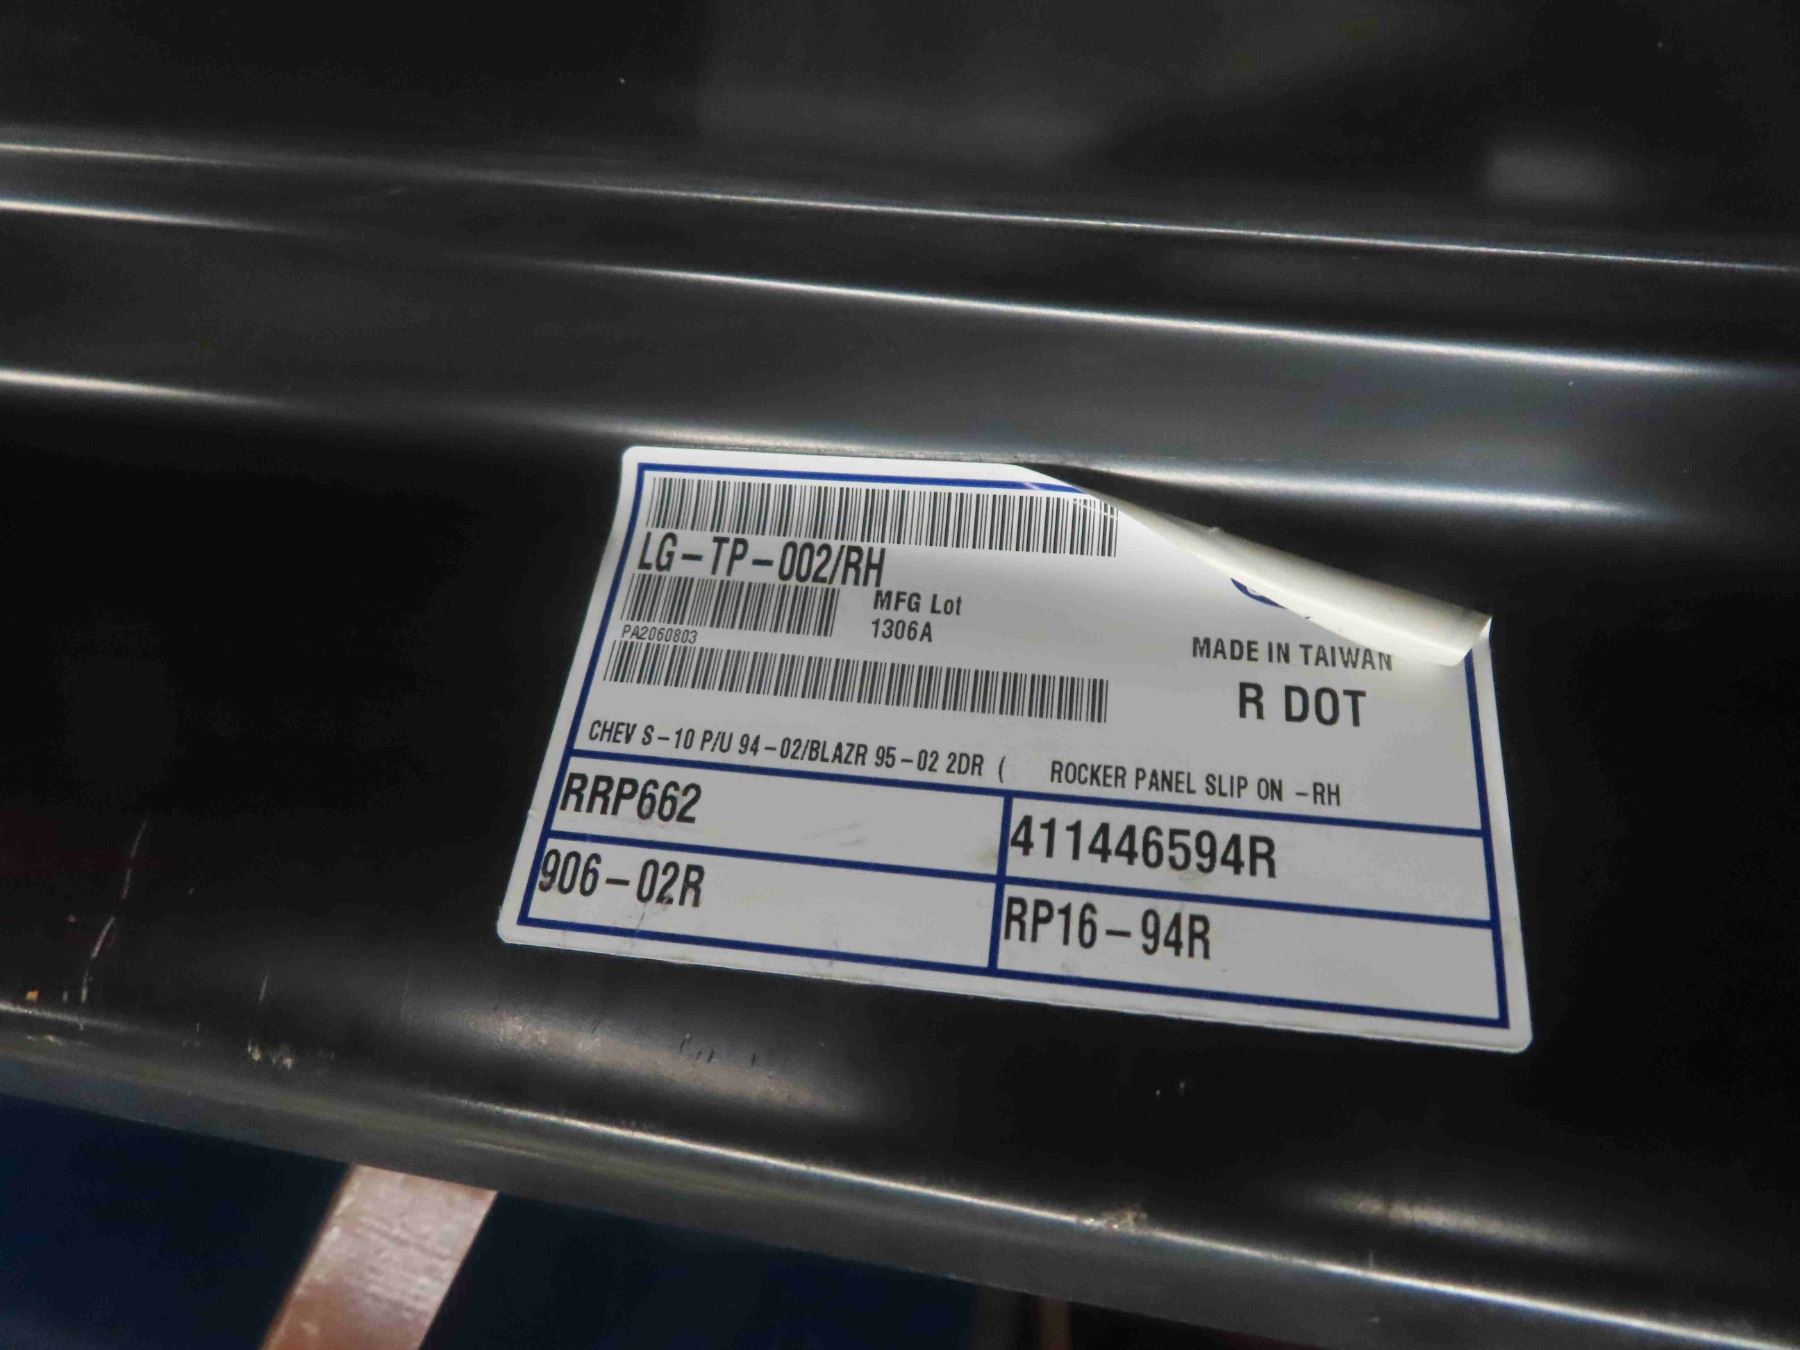 LG-TP-002/RH
MFG Lot
1306A
PA2060803
MADE IN TAIWAN
R DOT
CHEV S-10 P/U 94-02/BLAZR 95-02 2DR ( ROCKER PANEL SLIP ON -RH
RRP662
411446594R
906-02R
RP16-94R